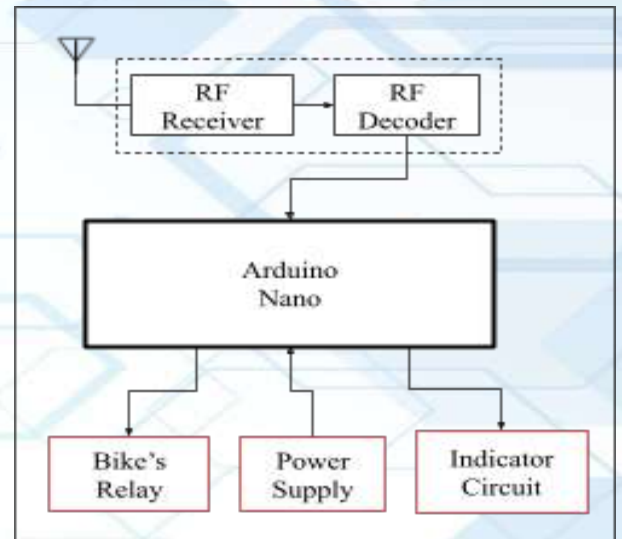 RF
Receiver
RF
Decoder
Arduino
Nano
Bike's
Relay
Power
Supply
Indicator
Circuit